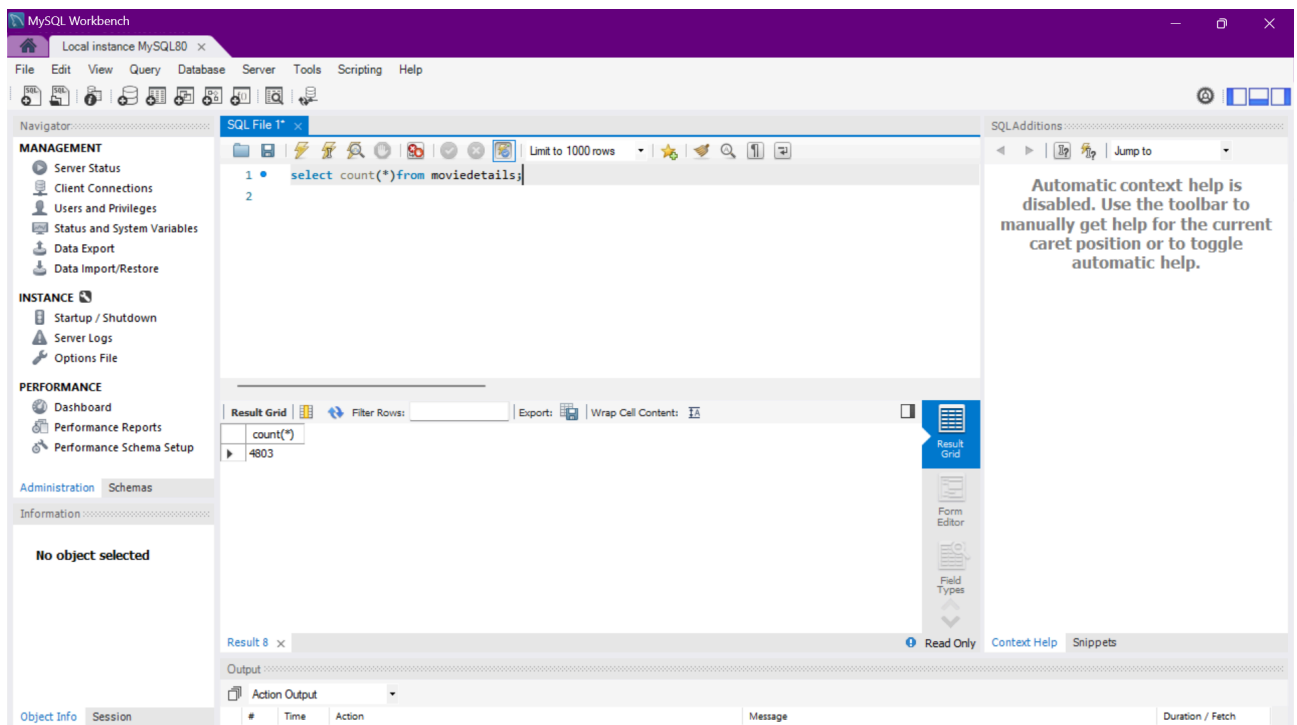 MySQL Workbench
Local instance MySQL80
File Edit View Query Database Server Tools Scripting Help
Navigator
MANAGEMENT
Server Status
Client Connections
Users and Privileges
Status and System Variables
Data Export
Data Import/Restore
INSTANCE
Startup / Shutdown
Server Logs
Options File
PERFORMANCE
Dashboard
Performance Reports
Performance Schema Setup
Administration Schemas
Information
No object selected
Object Info Session
SQL File 1*
Limit to 1000 rows
1 select count(*)from moviedetails;
2
Result Grid Filter Rows: Export: Wrap Cell Content:
count(*)
4803
Result
Grid
Form
Editor
Field
Types
Result 8 Read Only
Output
Action Output
# Time Action Message Duration / Fetch
SQLAdditions
Jump to
Automatic context help is
disabled. Use the toolbar to
manually get help for the current
caret position or to toggle
automatic help.
Context Help Snippets